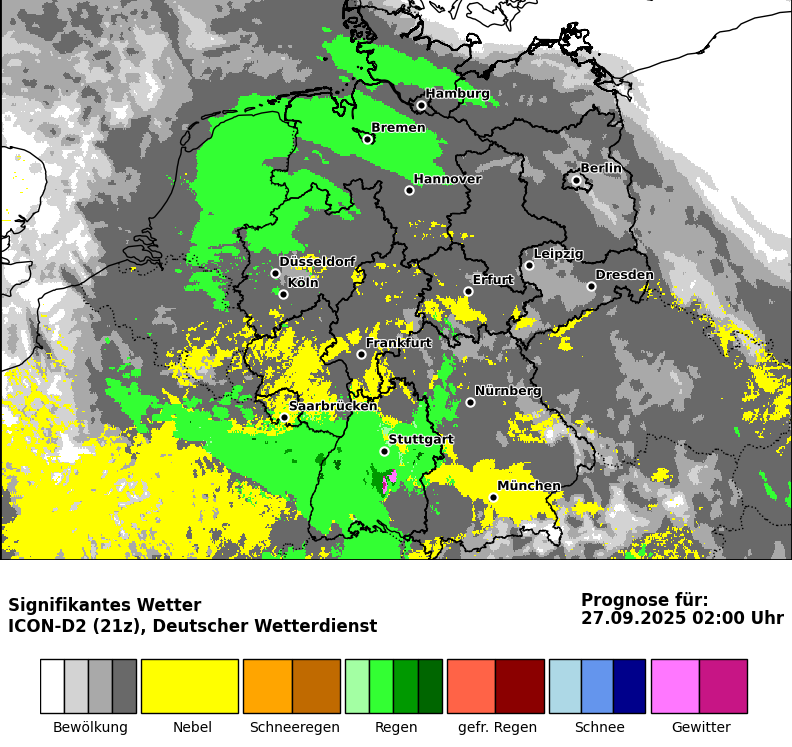 Hamburg
Bremen
Berlin
Hannover
Leipzig
Düsseldorf
Dresden
Erfurt
Köln
Frankfurt
Nürnberg
Saarbrücken
Stuttgart
München
Signifikantes Wetter
ICON-D2 (21z), Deutscher Wetterdienst
Prognose für:
27.09.2025 02:00 Uhr
Bewölkung Nebel Schneeregen Regen gefr. Regen Schnee Gewitter